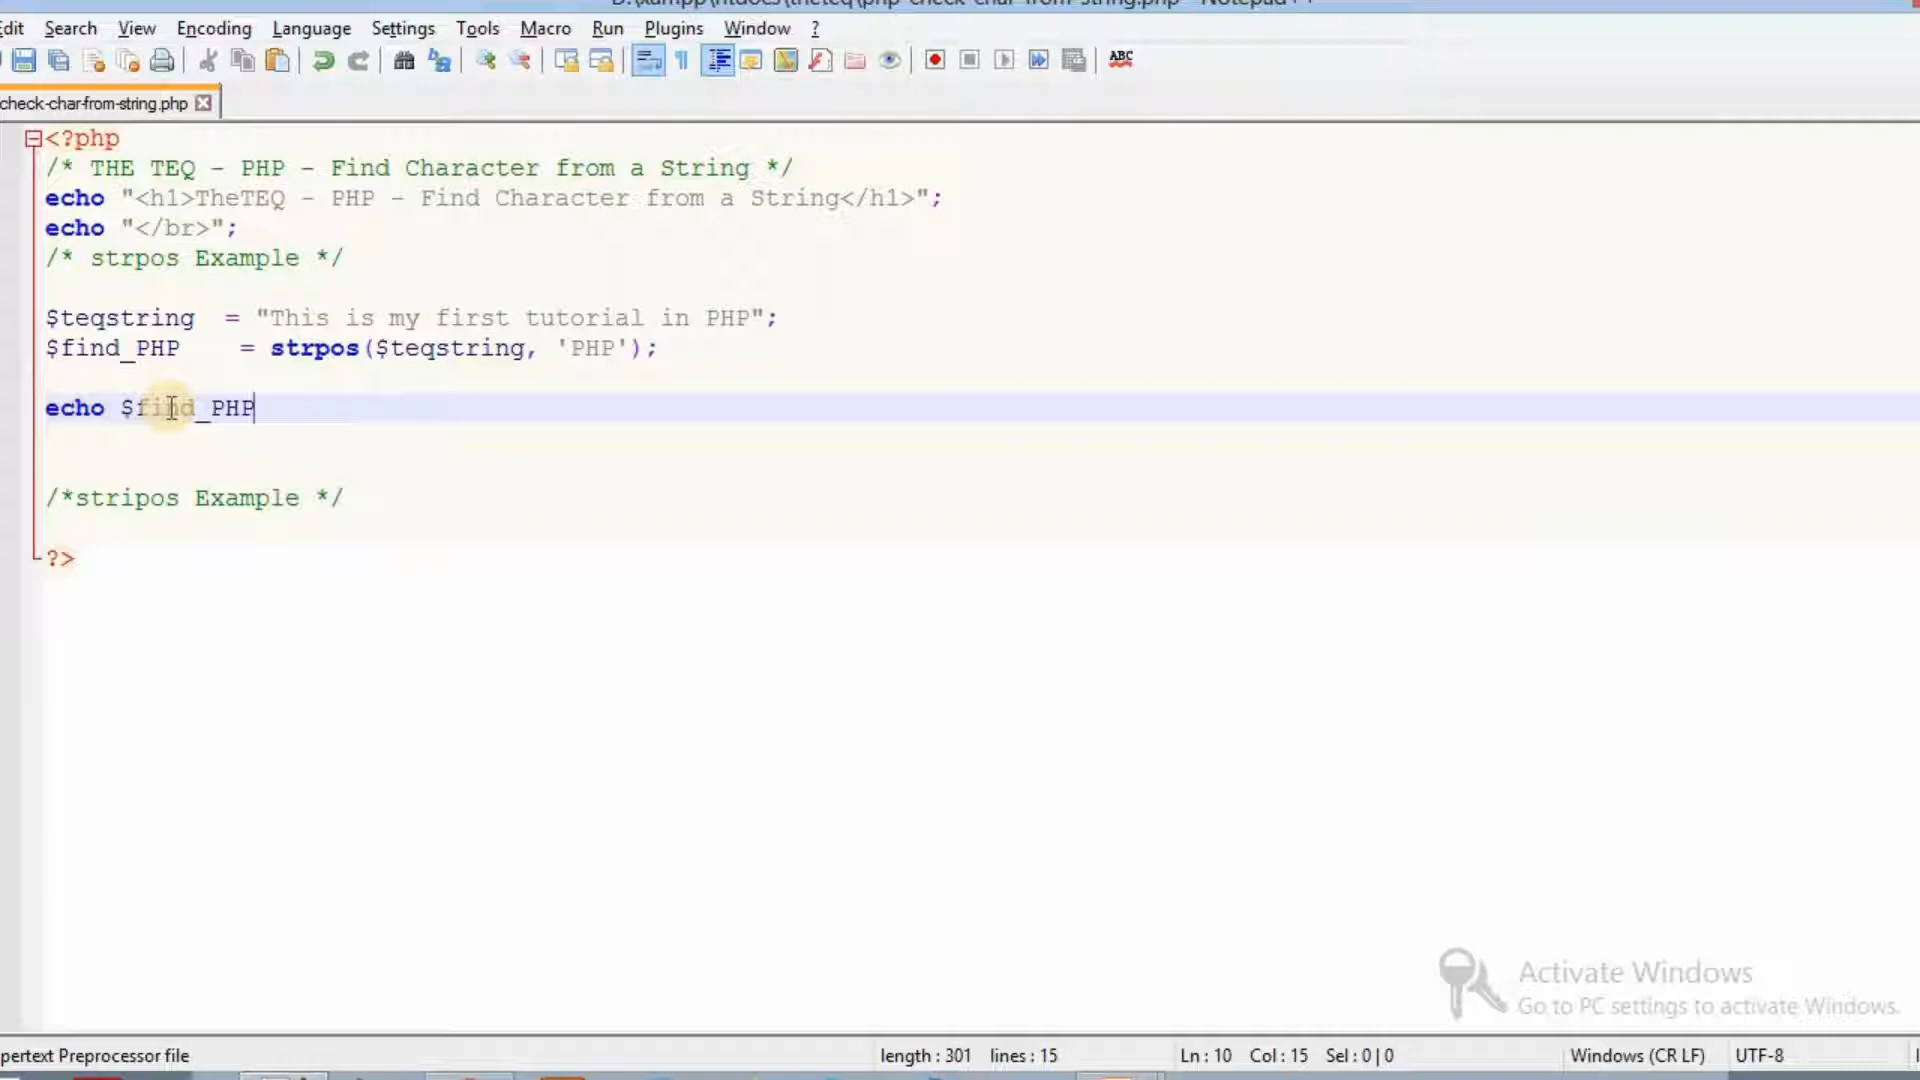 Edit Search View Encoding Language Settings Tools Macro Run Plugins Window ?
ABC
check-char-from-string.php
<?php
/* THE TEQ - PHP - Find Character from a String */
echo "<h1>TheTEQ - PHP - Find Character from a String</h1>";
echo "</br>";
/* strpos Example */
$teqstring  = "This is my first tutorial in PHP";
$find_PHP    = strpos($teqstring, 'PHP');
echo $find_PHP
/*stripos Example */
?>
Activate Windows
Go to PC settings to activate Windows.
pertext Preprocessor file length : 301 lines : 15 Ln : 10 Col : 15 Sel : 0 | 0 Windows (CR LF) UTF-8